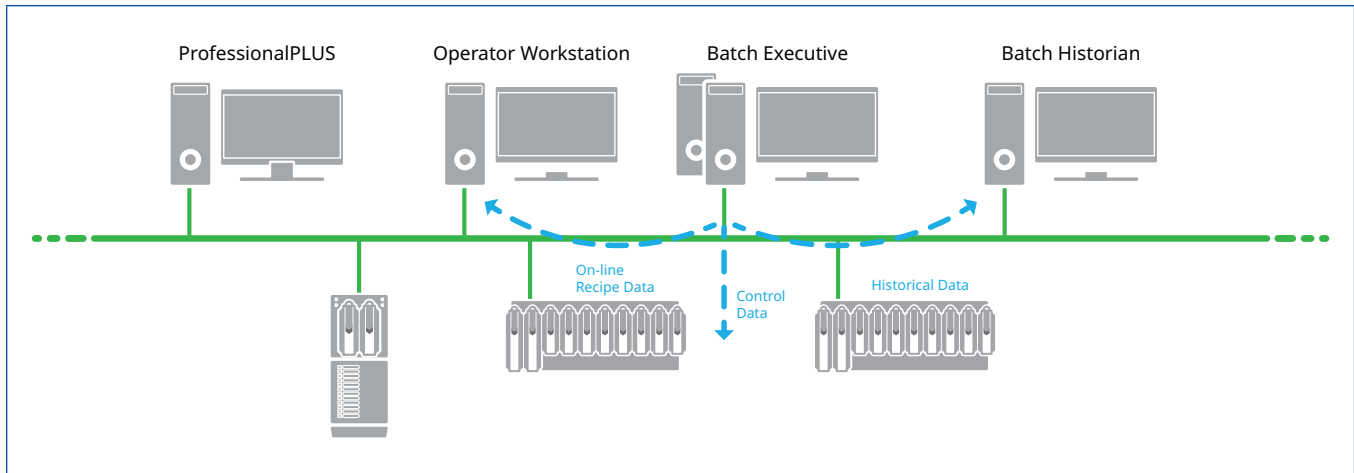 ProfessionalPLUS
Operator Workstation
Batch Executive
Batch Historian
On-line
Recipe Data
Control
Data
Historical Data